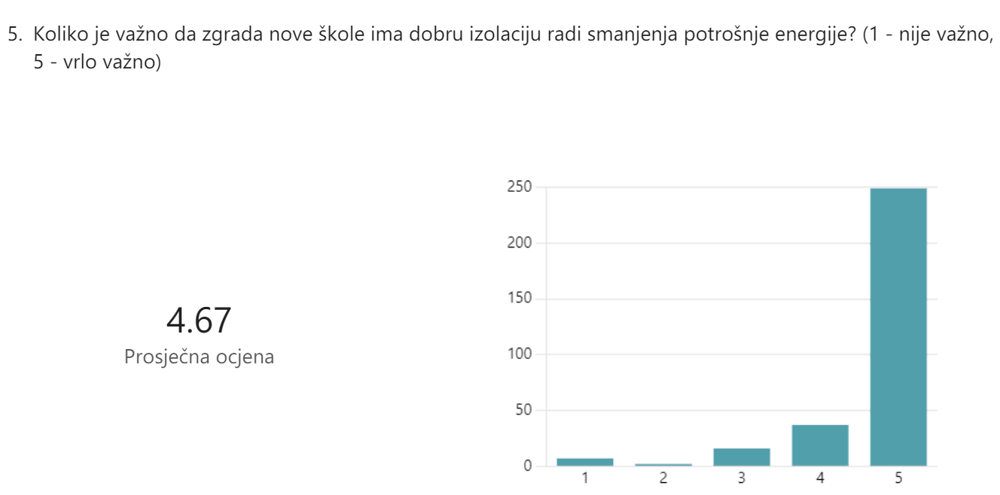 5. Koliko je važno da zgrada nove škole ima dobru izolaciju radi smanjenja potrošnje energije? (1 - nije važno,
5 - vrlo važno)
4.67
Prosječna ocjena
250
200
150
100
50
0
1 2 3 4 5